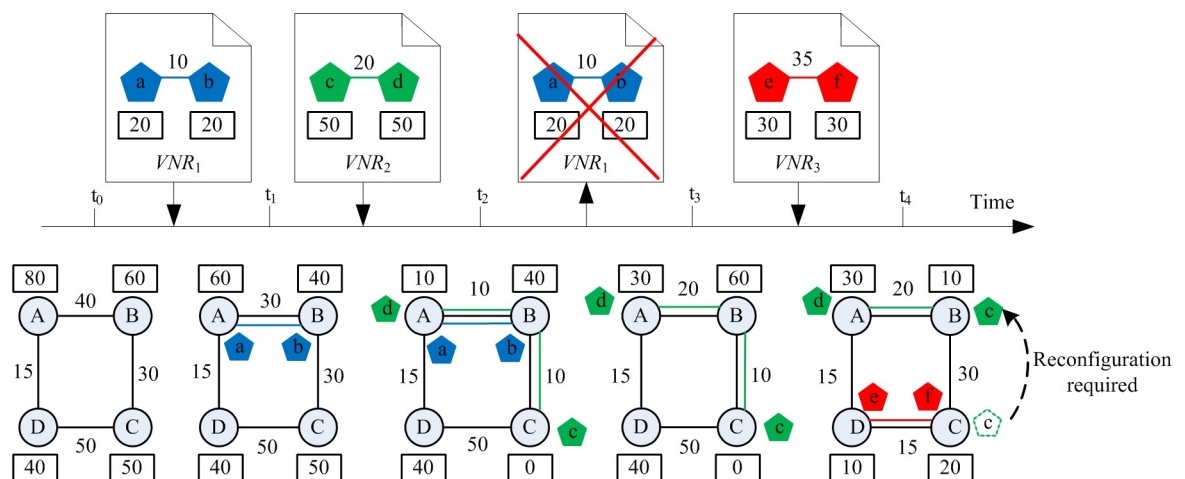 10 20 10 35
a b c d a b e f
20 20 50 50 20 20 30 30
VNR1 VNR2 VNR1 VNR3
t0 t1 t2 t3 t4 Time
80 60 60 40 10 40 30 60 30 10
40 30 10 20 20
A B A B d A B d A B d A B c
a b a b
15 30 15 30 15 10 15 10 15 30
Reconfiguration
required
e f
D C D C D C c D C c D C c
50 50 50 50 15
40 50 40 50 40 0 40 0 10 20